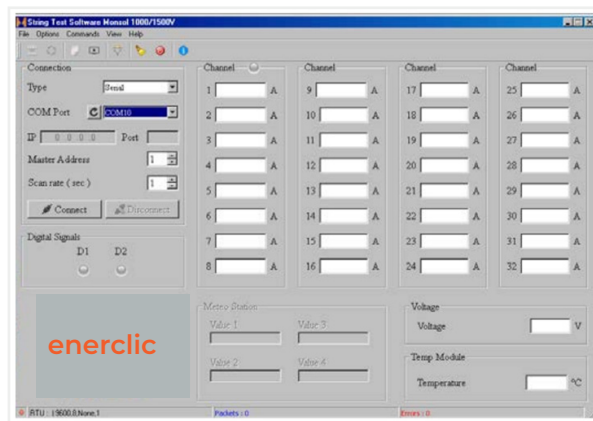 String Test Software Monsol 1000/1500V
File Options Commands View Help
Connection
Type Serial
COM Port COM10
IP 0 . 0 . 0 . 0 Port
Master Address 1
Scan rate ( sec ) 1
Connect Disconnect
Digital Signals
D1 D2
enerclic
Channel
1 A
2 A
3 A
4 A
5 A
6 A
7 A
8 A
Channel
9 A
10 A
11 A
12 A
13 A
14 A
15 A
16 A
Channel
17 A
18 A
19 A
20 A
21 A
22 A
23 A
24 A
Channel
25 A
26 A
27 A
28 A
29 A
30 A
31 A
32 A
Meteo Station
Value 1 Value 3
Value 2 Value 4
Voltage
Voltage V
Temp Module
Temperature ºC
RTU : 19600,8,None,1 Packets : 0 Errors : 0